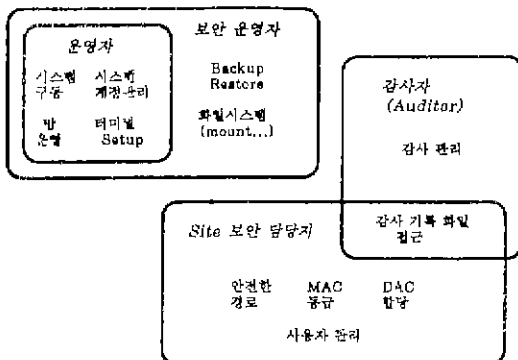 운영자
보안 운영자
시스템 시스템
구동 계정관리
망 터미널
운영 Setup
Backup
Restore
화일시스템
(mount...)
감사자
(Auditor)
감사 관리
Site 보안 담당자
감사 기록 화일
접근
안전한 MAC DAC
경로 등급 할당
사용자 관리